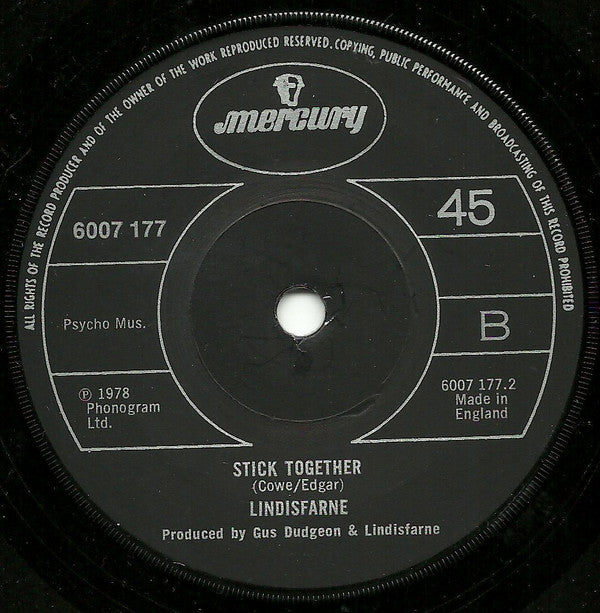 ALL RIGHTS OF THE RECORD PRODUCER AND OF THE OWNER OF THE WORK REPRODUCED RESERVED. COPYING, PUBLIC PERFORMANCE AND BROADCASTING OF THIS RECORD PROHIBITED
mercury
6007 177
45
Psycho Mus.
B
℗ 1978
Phonogram
Ltd.
6007 177.2
Made in
England
STICK TOGETHER
(Cowe/Edgar)
LINDISFARNE
Produced by Gus Dudgeon & Lindisfarne